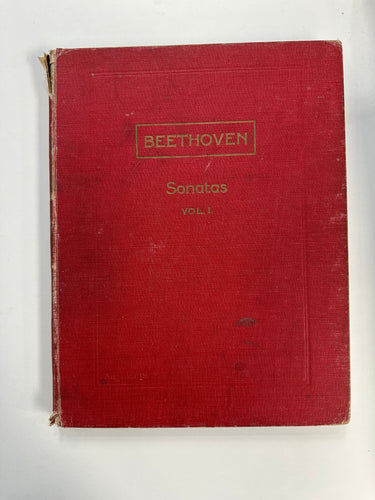 BEETHOVEN
Sonatas
VOL. I